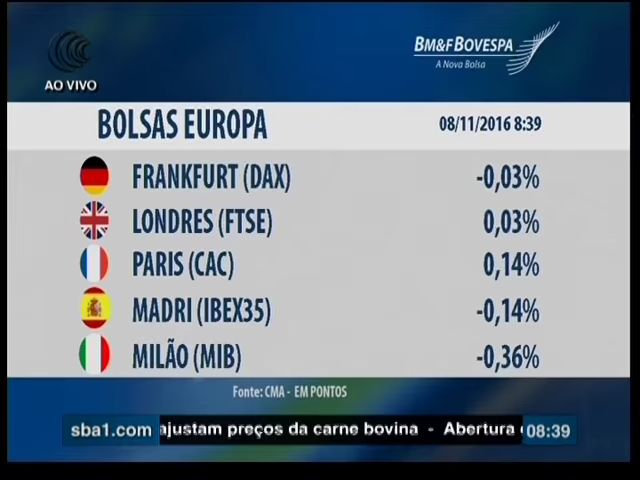 AO VIVO
BM&FBOVESPA
A Nova Bolsa
BOLSAS EUROPA
08/11/2016 8:39
FRANKFURT (DAX) -0,03%
LONDRES (FTSE) 0,03%
PARIS (CAC) 0,14%
MADRI (IBEX35) -0,14%
MILÃO (MIB) -0,36%
Fonte: CMA - EM PONTOS
sba1.com ajustam preços da carne bovina - Abertura 08:39